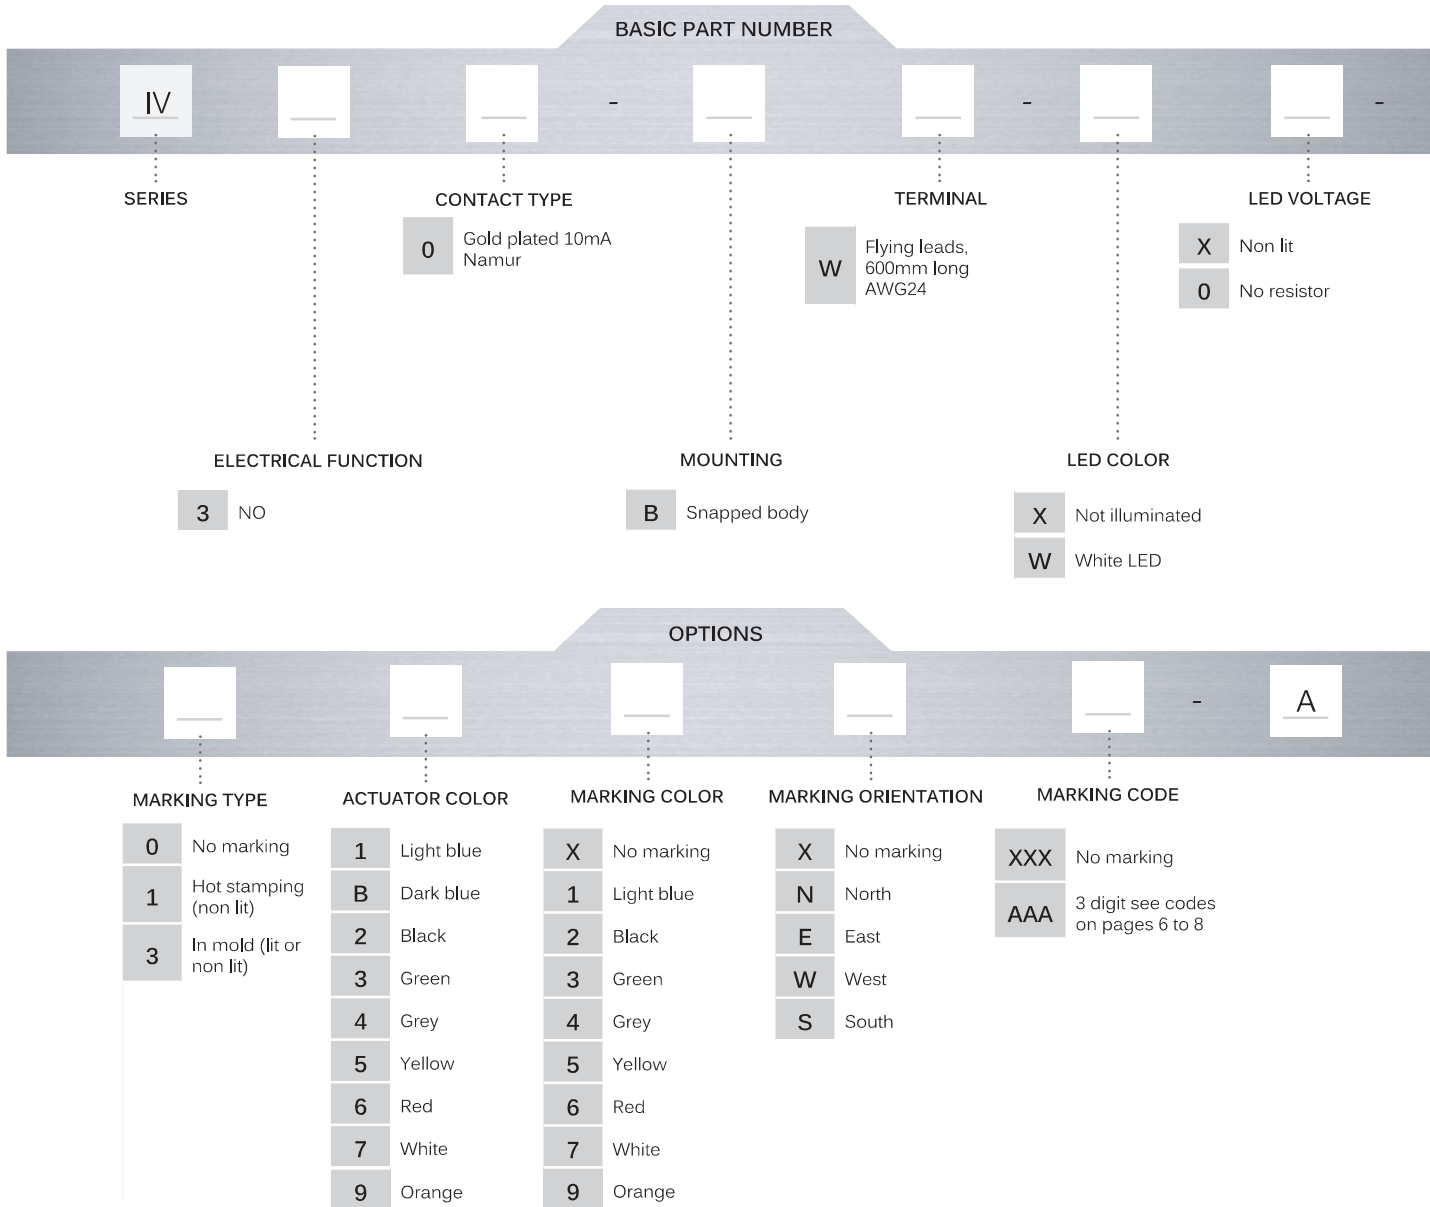 BASIC PART NUMBER
IV - - -
SERIES
CONTACT TYPE
0 Gold plated 10mA
Namur
TERMINAL
W Flying leads,
600mm long
AWG24
LED VOLTAGE
X Non lit
0 No resistor
ELECTRICAL FUNCTION
3 NO
MOUNTING
B Snapped body
LED COLOR
X Not illuminated
W White LED
OPTIONS
- A
MARKING TYPE
0 No marking
1 Hot stamping
(non lit)
3 In mold (lit or
non lit)
ACTUATOR COLOR
1 Light blue
B Dark blue
2 Black
3 Green
4 Grey
5 Yellow
6 Red
7 White
9 Orange
MARKING COLOR
X No marking
1 Light blue
2 Black
3 Green
4 Grey
5 Yellow
6 Red
7 White
9 Orange
MARKING ORIENTATION
X No marking
N North
E East
W West
S South
MARKING CODE
XXX No marking
AAA 3 digit see codes
on pages 6 to 8